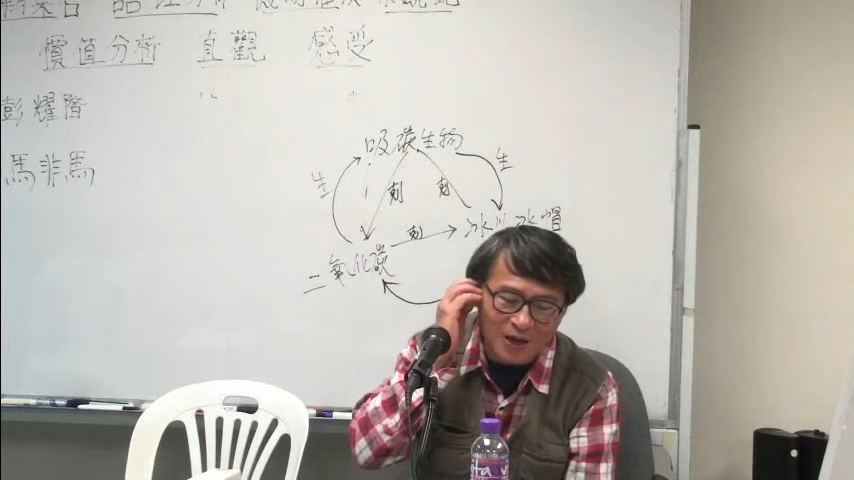 價值分析 直觀 感受
彭耀階
馬非馬
吸碳生物
生 生
剋 剋
冰川 冰帽
剋
二氧化碳